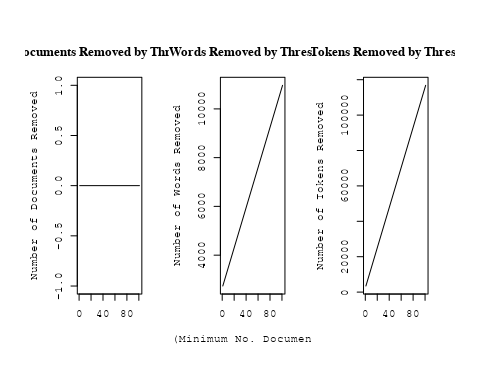 ocuments Removed by Thr
Words Removed by Thres
Tokens Removed by Thres
Number of Documents Removed
−1.0 −0.5 0.0 0.5 1.0
0 40 80
Number of Words Removed
4000 6000 8000 10000
0 40 80
Number of Tokens Removed
0 20000 60000 100000
0 40 80
(Minimum No. Documen